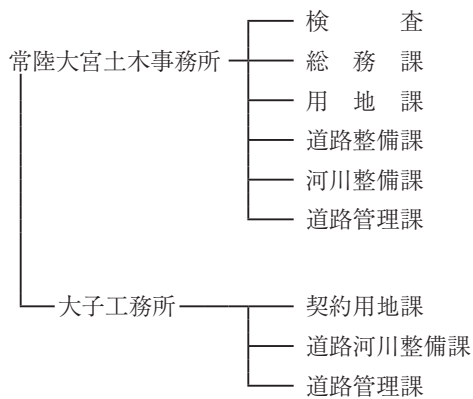 検査
常陸大宮土木事務所
総務課
用地課
道路整備課
河川整備課
道路管理課
大子工務所
契約用地課
道路河川整備課
道路管理課